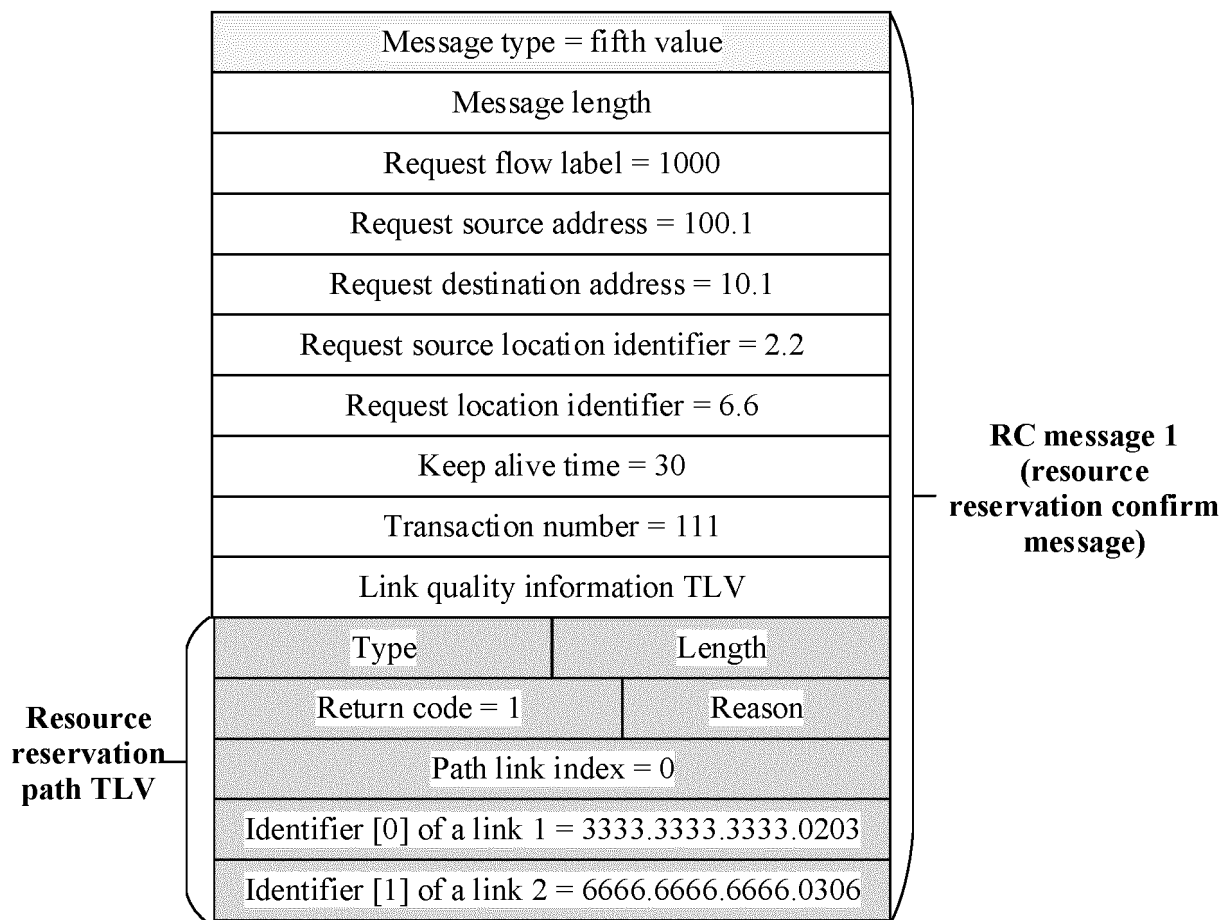 Message type = fifth value
Message length
Request flow label = 1000
Request source address = 100.1
Request destination address = 10.1
Request source location identifier = 2.2
Request location identifier = 6.6
Keep alive time = 30
Transaction number = 111
Link quality information TLV
Type
Length
Return code = 1
Reason
Path link index = 0
Identifier [0] of a link 1 = 3333.3333.3333.0203
Identifier [1] of a link 2 = 6666.6666.6666.0306
Resource
reservation
path TLV
RC message 1
(resource
reservation confirm
message)